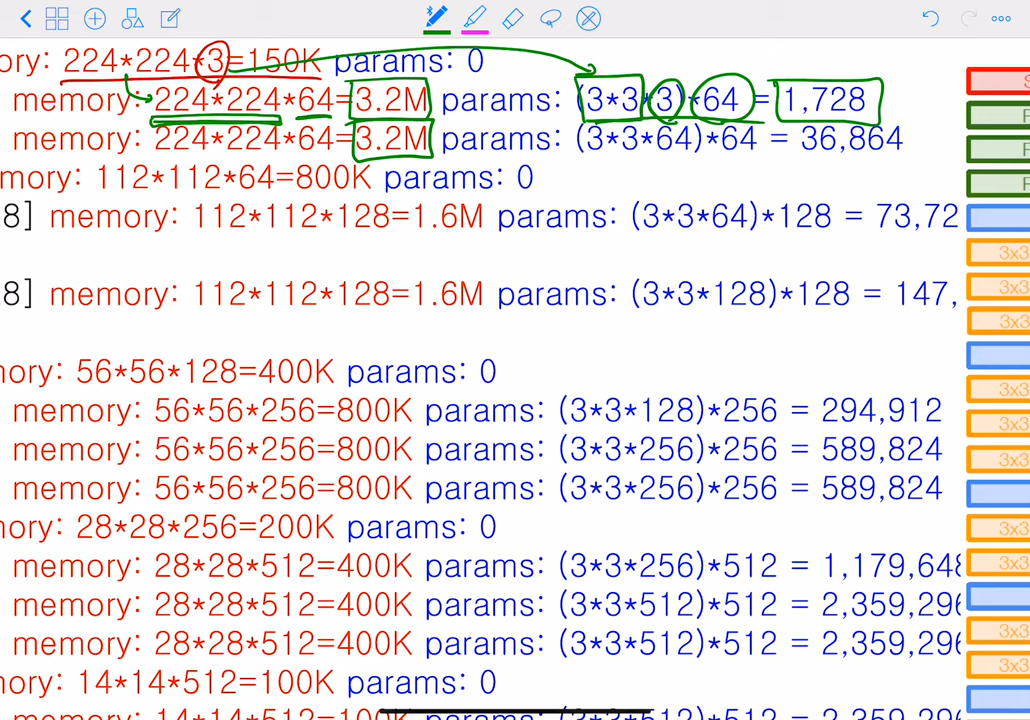 ory: 224*224*3=150K params: 0
memory: 224*224*64=3.2M params: (3*3*3)*64 = 1,728
memory: 224*224*64=3.2M params: (3*3*64)*64 = 36,864
mory: 112*112*64=800K params: 0
8] memory: 112*112*128=1.6M params: (3*3*64)*128 = 73,72
8] memory: 112*112*128=1.6M params: (3*3*128)*128 = 147,
ory: 56*56*128=400K params: 0
memory: 56*56*256=800K params: (3*3*128)*256 = 294,912
3x3
memory: 56*56*256=800K params: (3*3*256)*256 = 589,824
3x3
memory: 56*56*256=800K params: (3*3*256)*256 = 589,824
ory: 28*28*256=200K params: 0
memory: 28*28*512=400K params: (3*3*256)*512 = 1,179,648
memory: 28*28*512=400K params: (3*3*512)*512 = 2,359,296
memory: 28*28*512=400K params: (3*3*512)*512 = 2,359,296
ory: 14*14*512=100K params: 0